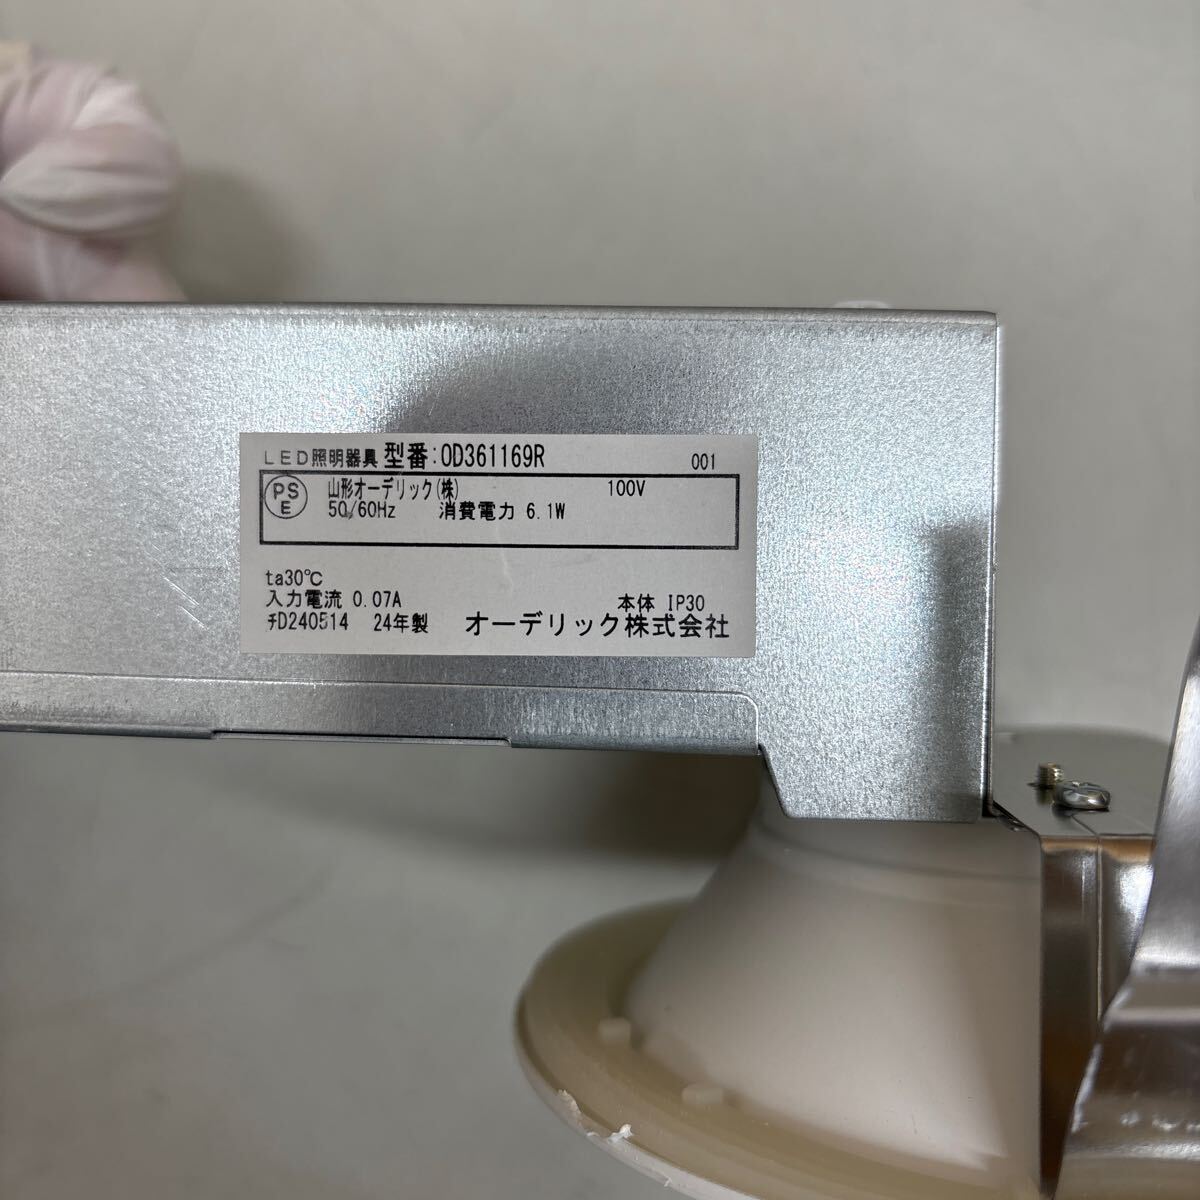 LED照明器具 型番:OD361169R 001
PS E 山形オーデリック(株) 100V
50/60Hz 消費電力 6.1W
ta30℃
入力電流 0.07A 本体 IP30
チD240514 24年製 オーデリック株式会社